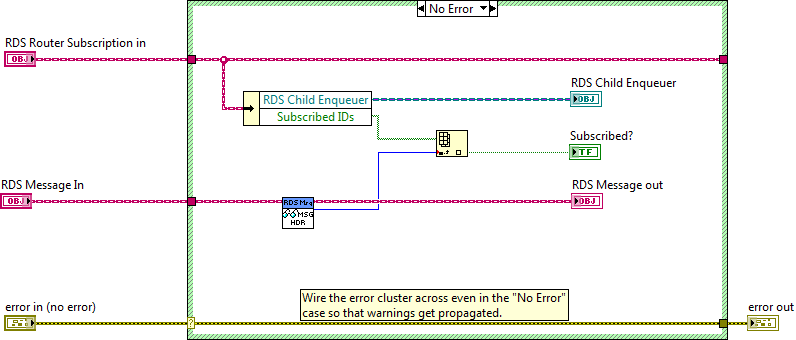 No Error
RDS Router Subscription in
OBJ
RDS Child Enqueuer
RDS Child Enqueuer
OBJ
Subscribed IDs
Subscribed?
TF
RDS Message In
OBJ
RDS Msg
MSG
HDR
RDS Message out
OBJ
error in (no error)
?
Wire the error cluster across even in the "No Error"
case so that warnings get propagated.
error out